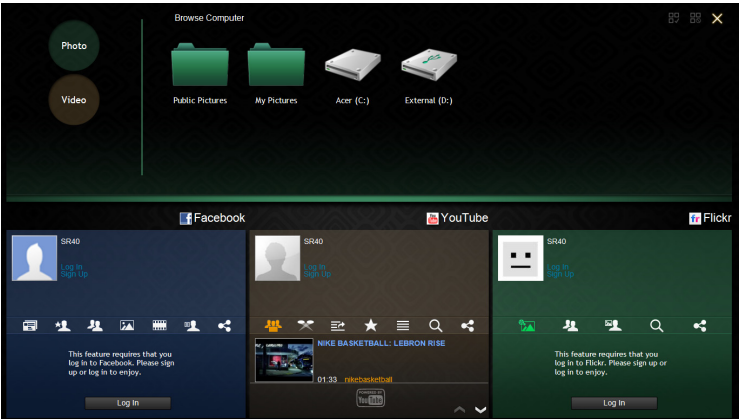 Browse Computer
Photo
Video
Public Pictures
My Pictures
Acer (C:)
External (D:)
Facebook
YouTube
Flickr
SR40
Log In
Sign Up
SR40
Log In
Sign Up
SR40
Log In
Sign Up
This feature requires that you
log in to Facebook. Please sign
up or log in to enjoy.
Log In
NIKE BASKETBALL: LEBRON RISE
01:33 nikebasketball
POWERED BY
YouTube
This feature requires that you
log in to Flickr. Please sign up or
log in to enjoy.
Log In